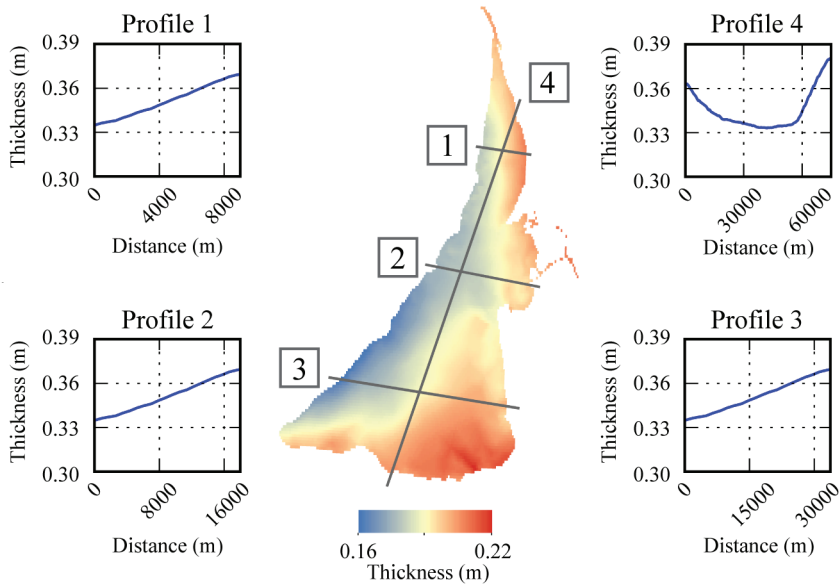 Profile 1
0.39
0.36
0.33
0.30
Thickness (m)
0
4000
8000
Distance (m)
Profile 4
0.39
0.36
0.33
0.30
Thickness (m)
0
30000
60000
Distance (m)
4
1
2
3
Profile 2
0.39
0.36
0.33
0.30
Thickness (m)
0
8000
16000
Distance (m)
Profile 3
0.39
0.36
0.33
0.30
Thickness (m)
0
15000
30000
Distance (m)
0.16 0.22
Thickness (m)